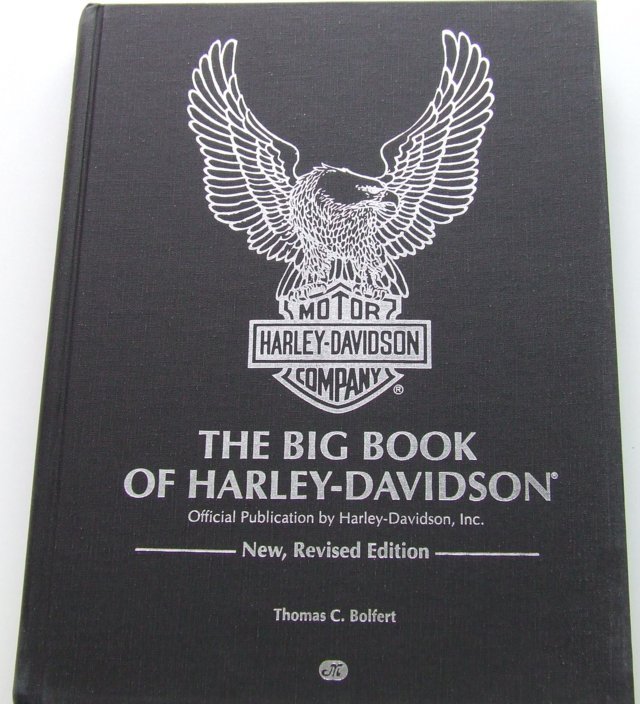 MOTOR
HARLEY-DAVIDSON
COMPANY ®
THE BIG BOOK
OF HARLEY-DAVIDSON®
Official Publication by Harley-Davidson, Inc.
New, Revised Edition
Thomas C. Bolfert
M